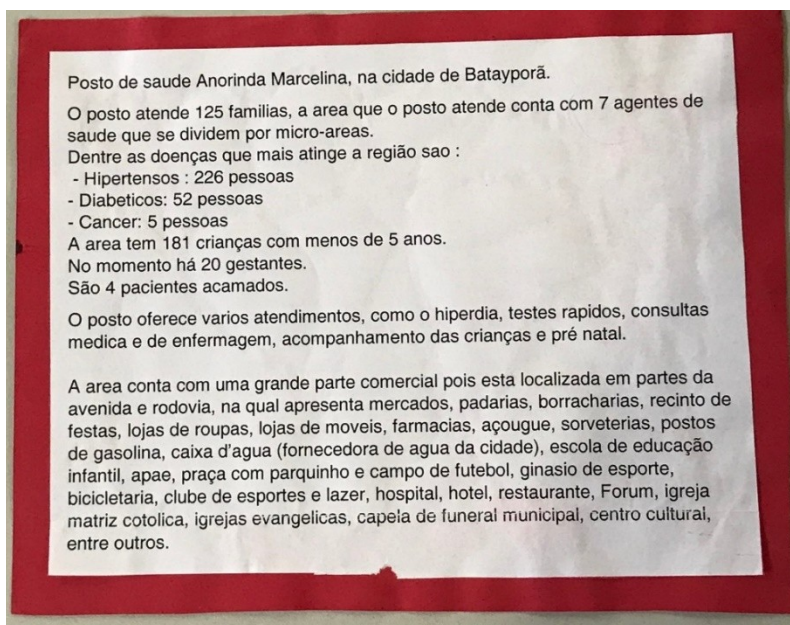 Posto de saude Anorinda Marcelina, na cidade de Batayporã.
O posto atende 125 familias, a area que o posto atende conta com 7 agentes de
saude que se dividem por micro-areas.
Dentre as doenças que mais atinge a região sao :
- Hipertensos : 226 pessoas
- Diabeticos: 52 pessoas
- Cancer: 5 pessoas
A area tem 181 crianças com menos de 5 anos.
No momento há 20 gestantes.
São 4 pacientes acamados.
O posto oferece varios atendimentos, como o hiperdia, testes rapidos, consultas
medica e de enfermagem, acompanhamento das crianças e pré natal.
A area conta com uma grande parte comercial pois esta localizada em partes da
avenida e rodovia, na qual apresenta mercados, padarias, borracharias, recinto de
festas, lojas de roupas, lojas de moveis, farmacias, açougue, sorveterias, postos
de gasolina, caixa d'agua (fornecedora de agua da cidade), escola de educação
infantil, apae, praça com parquinho e campo de futebol, ginasio de esporte,
bicicletaria, clube de esportes e lazer, hospital, hotel, restaurante, Forum, igreja
matriz cotolica, igrejas evangelicas, capela de funeral municipal, centro cultural,
entre outros.